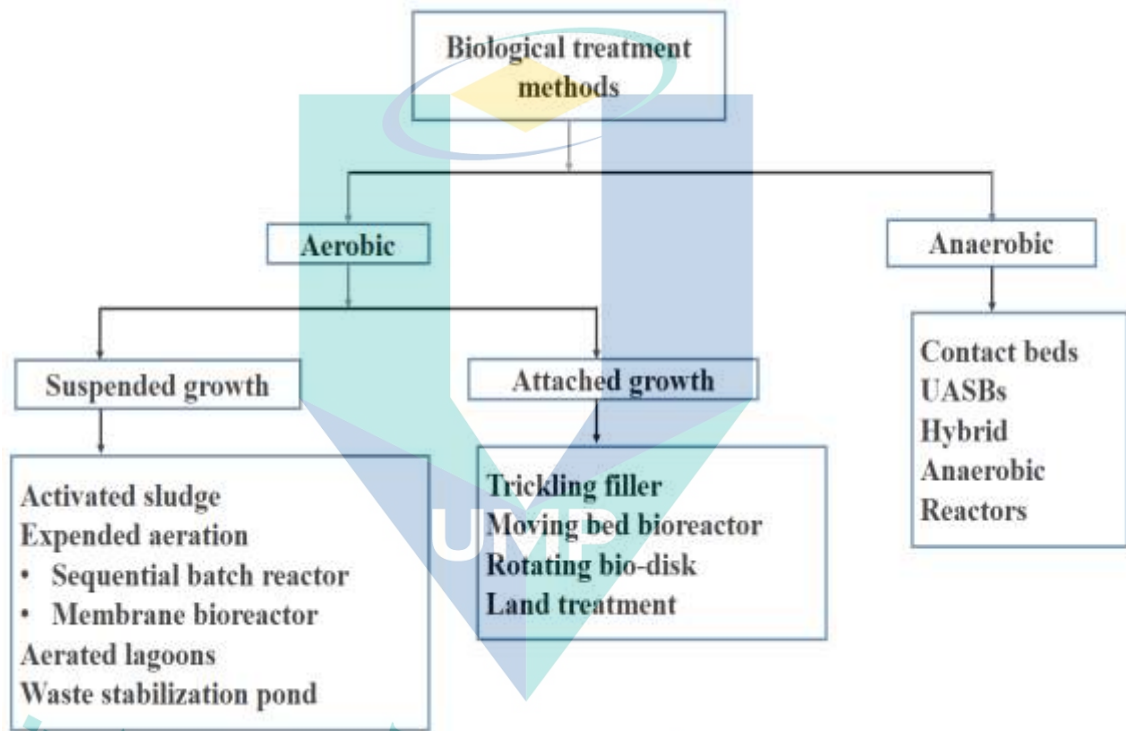 Biological treatment
methods
Aerobic
Anaerobic
Suspended growth
Attached growth
Contact beds
UASBs
Hybrid
Anaerobic
Reactors
Activated sludge
Expended aeration
• Sequential batch reactor
• Membrane bioreactor
Aerated lagoons
Waste stabilization pond
Trickling filler
Moving bed bioreactor
Rotating bio-disk
Land treatment
UMP